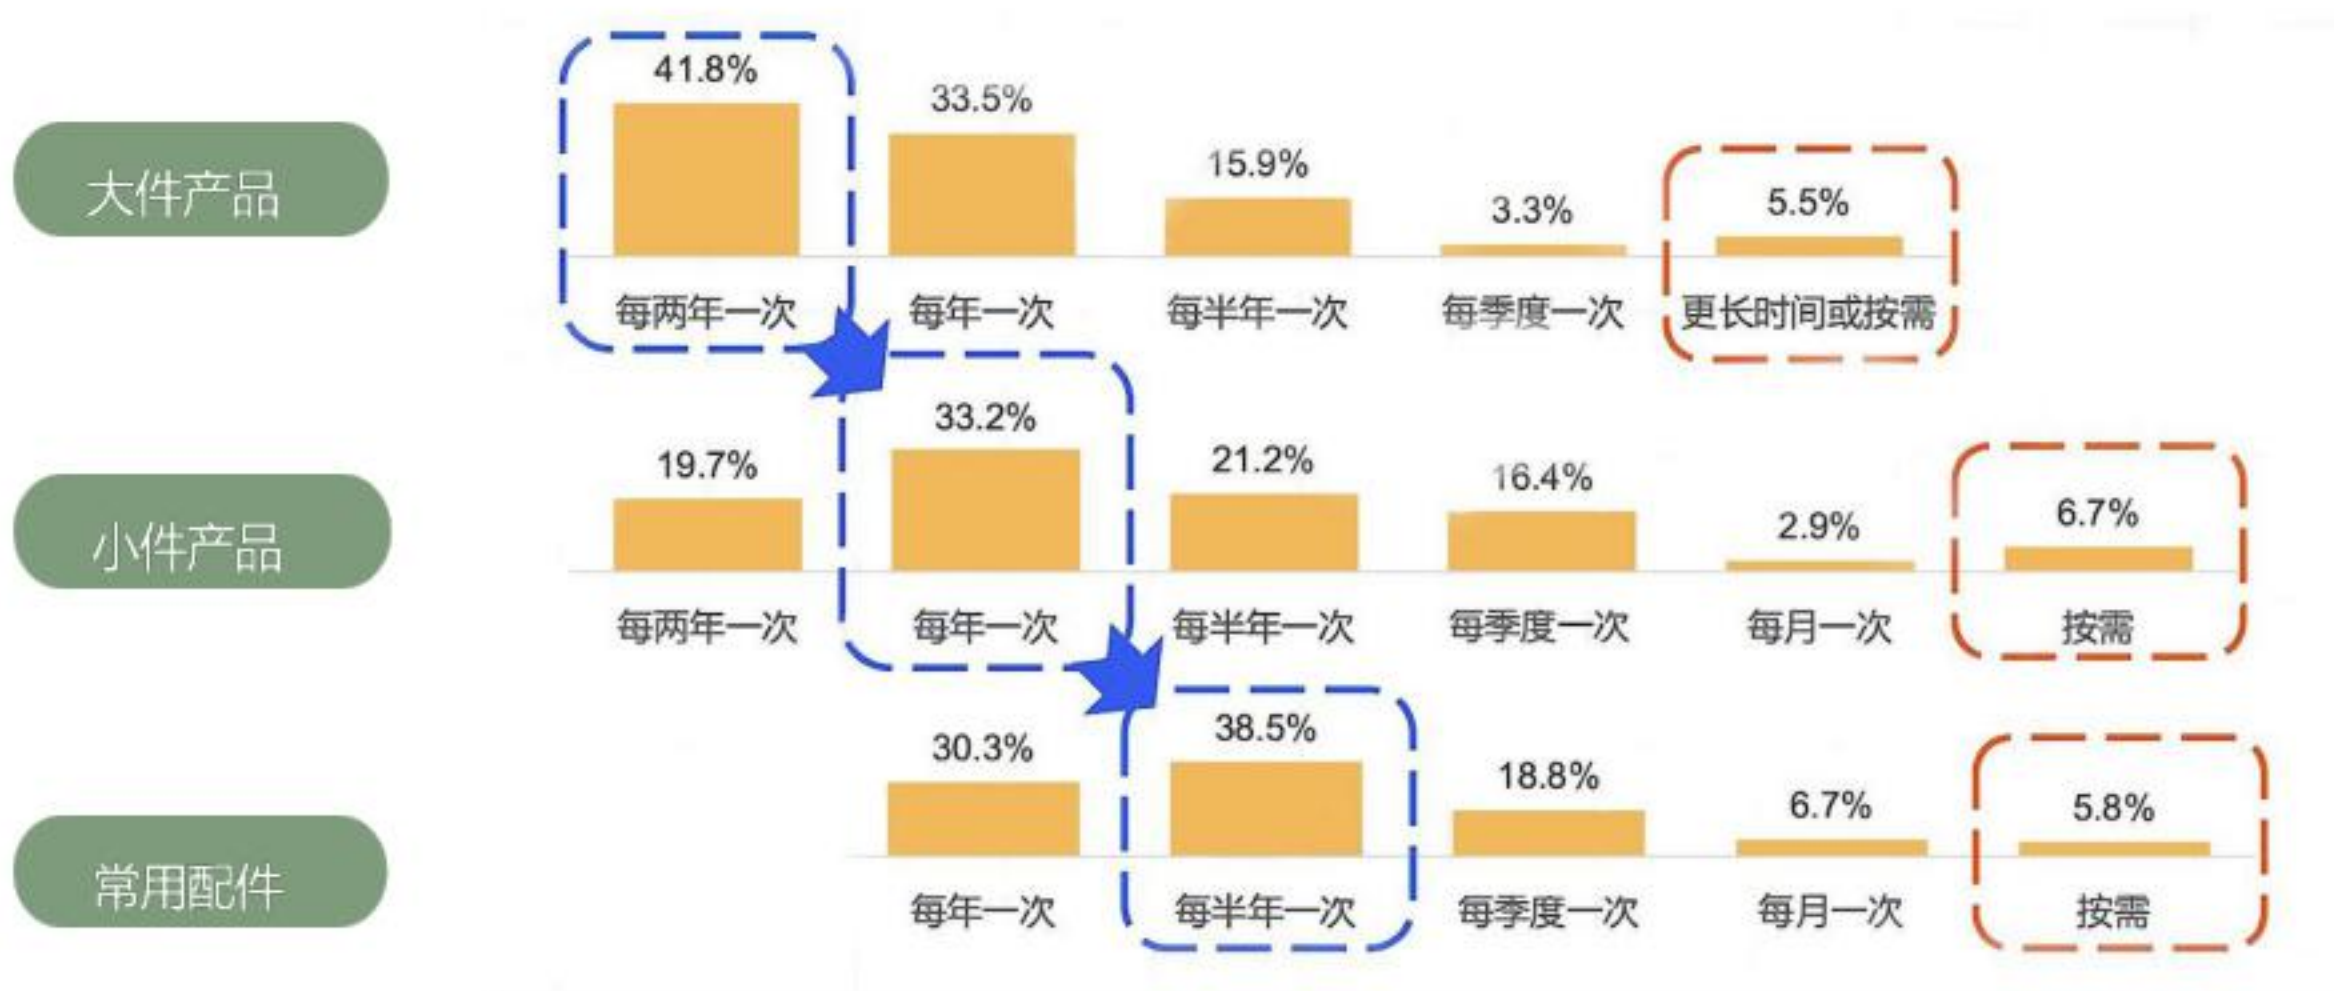 41.8%
33.5%
15.9%
3.3%
5.5%
大件产品
每两年一次
每年一次
每半年一次
每季度一次
更长时间或按需
19.7%
33.2%
21.2%
16.4%
2.9%
6.7%
小件产品
每两年一次
每年一次
每半年一次
每季度一次
每月一次
按需
30.3%
38.5%
18.8%
6.7%
5.8%
常用配件
每年一次
每半年一次
每季度一次
每月一次
按需